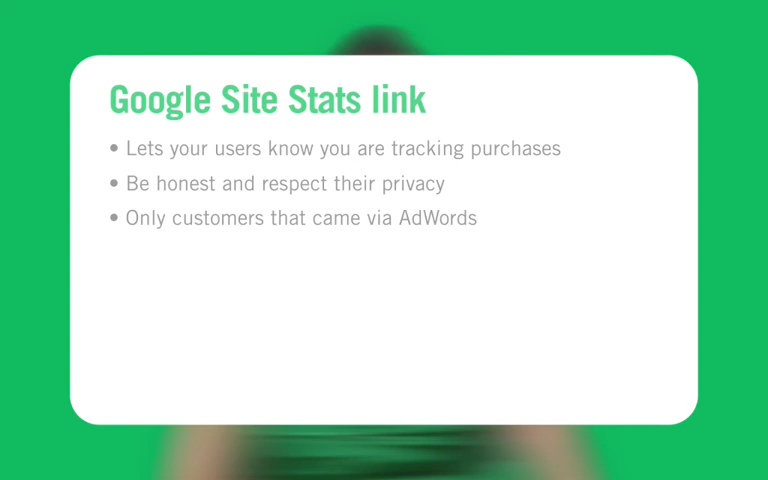 Google Site Stats link
• Lets your users know you are tracking purchases
• Be honest and respect their privacy
• Only customers that came via AdWords